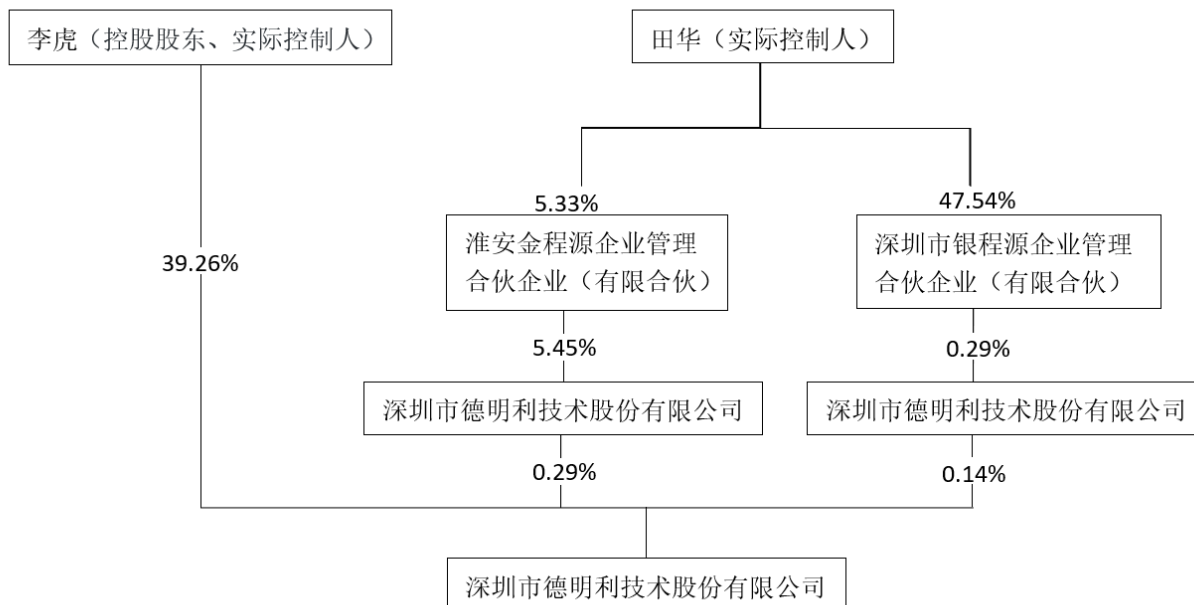 李虎（控股股东、实际控制人）
田华（实际控制人）
5.33%
47.54%
淮安金程源企业管理
合伙企业（有限合伙）
深圳市银程源企业管理
合伙企业（有限合伙）
39.26%
5.45%
0.29%
深圳市德明利技术股份有限公司
深圳市德明利技术股份有限公司
0.29%
0.14%
深圳市德明利技术股份有限公司